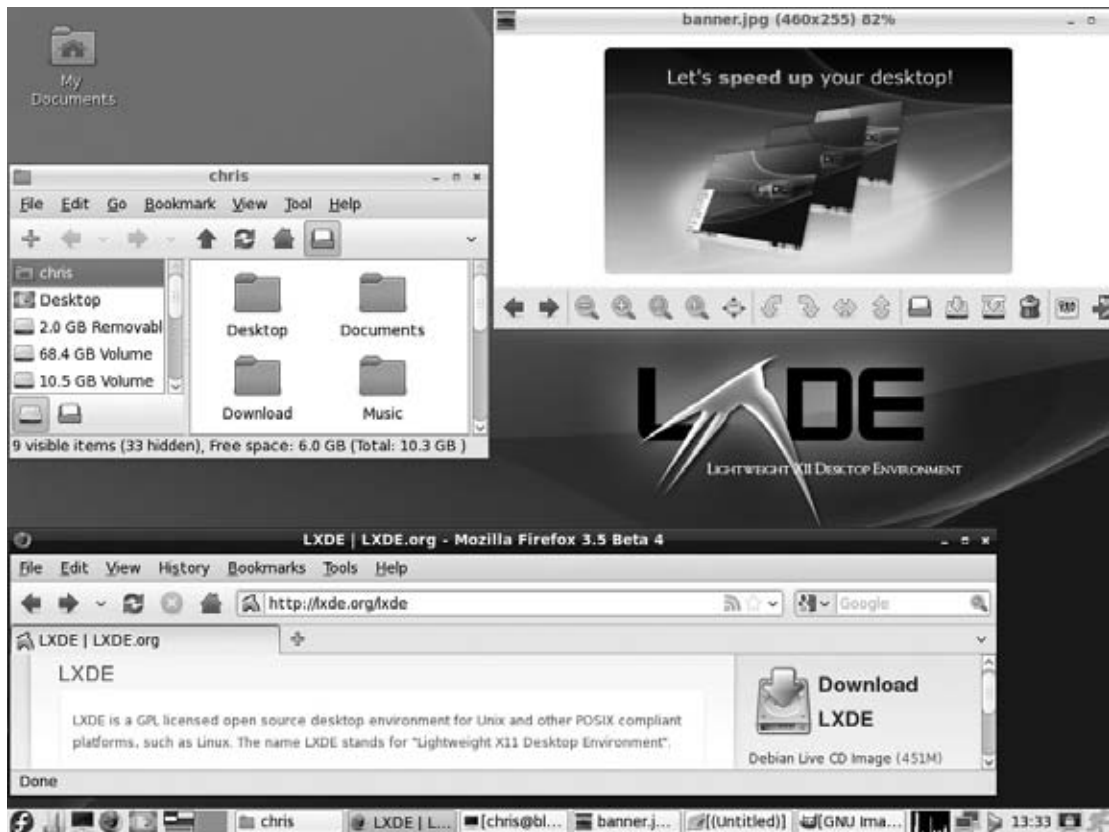 My
Documents
banner.jpg (460x255) 82%
Let's speed up your desktop!
chris
File Edit Go Bookmark View Tool Help
chris
Desktop
2.0 GB Removabl
68.4 GB Volume
10.5 GB Volume
Desktop Documents
Download Music
9 visible items (33 hidden), Free space: 6.0 GB (Total: 10.3 GB )
LXDE
LIGHTWEIGHT X11 DESKTOP ENVIRONMENT
LXDE | LXDE.org - Mozilla Firefox 3.5 Beta 4
File Edit View History Bookmarks Tools Help
http://lxde.org/lxde
Google
LXDE | LXDE.org
LXDE
LXDE is a GPL licensed open source desktop environment for Unix and other POSIX compliant
platforms, such as Linux. The name LXDE stands for "Lightweight X11 Desktop Environment".
Download
LXDE
Debian Live CD Image (451M)
Done
chris LXDE | L... [chris@bl... banner.j... [(Untitled)] [GNU Ima... 13:33